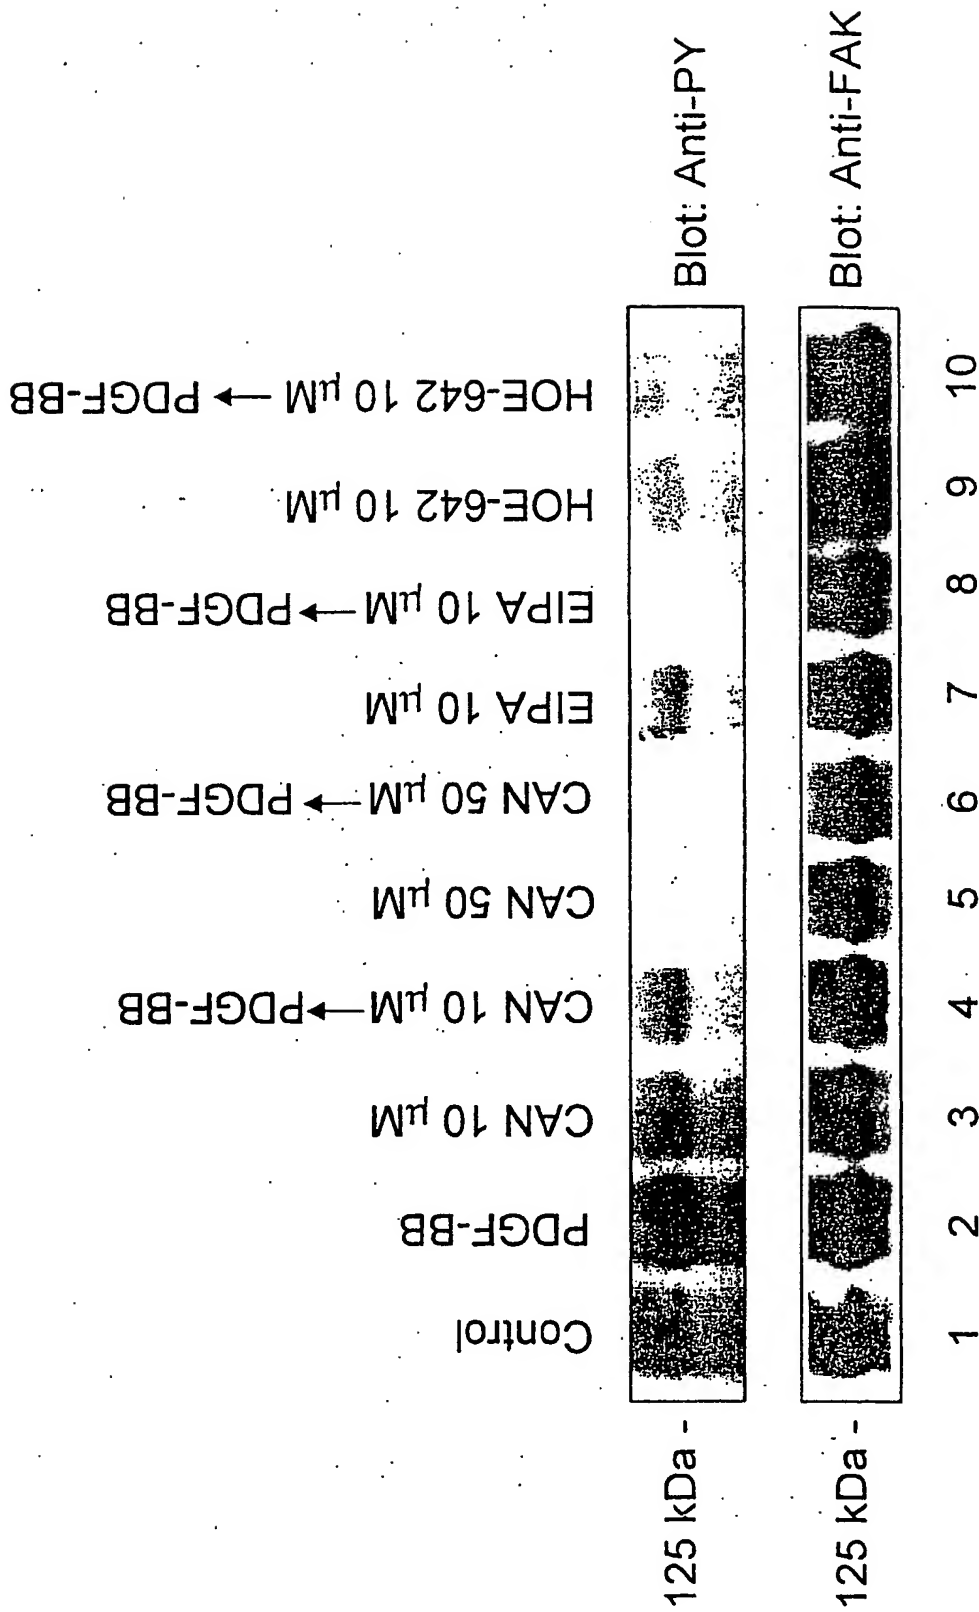 Control
PDGF-BB
CAN 10 µM
CAN 10 µM → PDGF-BB
CAN 50 µM
CAN 50 µM → PDGF-BB
EIPA 10 µM
EIPA 10 µM → PDGF-BB
HOE-642 10 µM
HOE-642 10 µM → PDGF-BB
125 kDa - Blot: Anti-PY
125 kDa - Blot: Anti-FAK
1 2 3 4 5 6 7 8 9 10